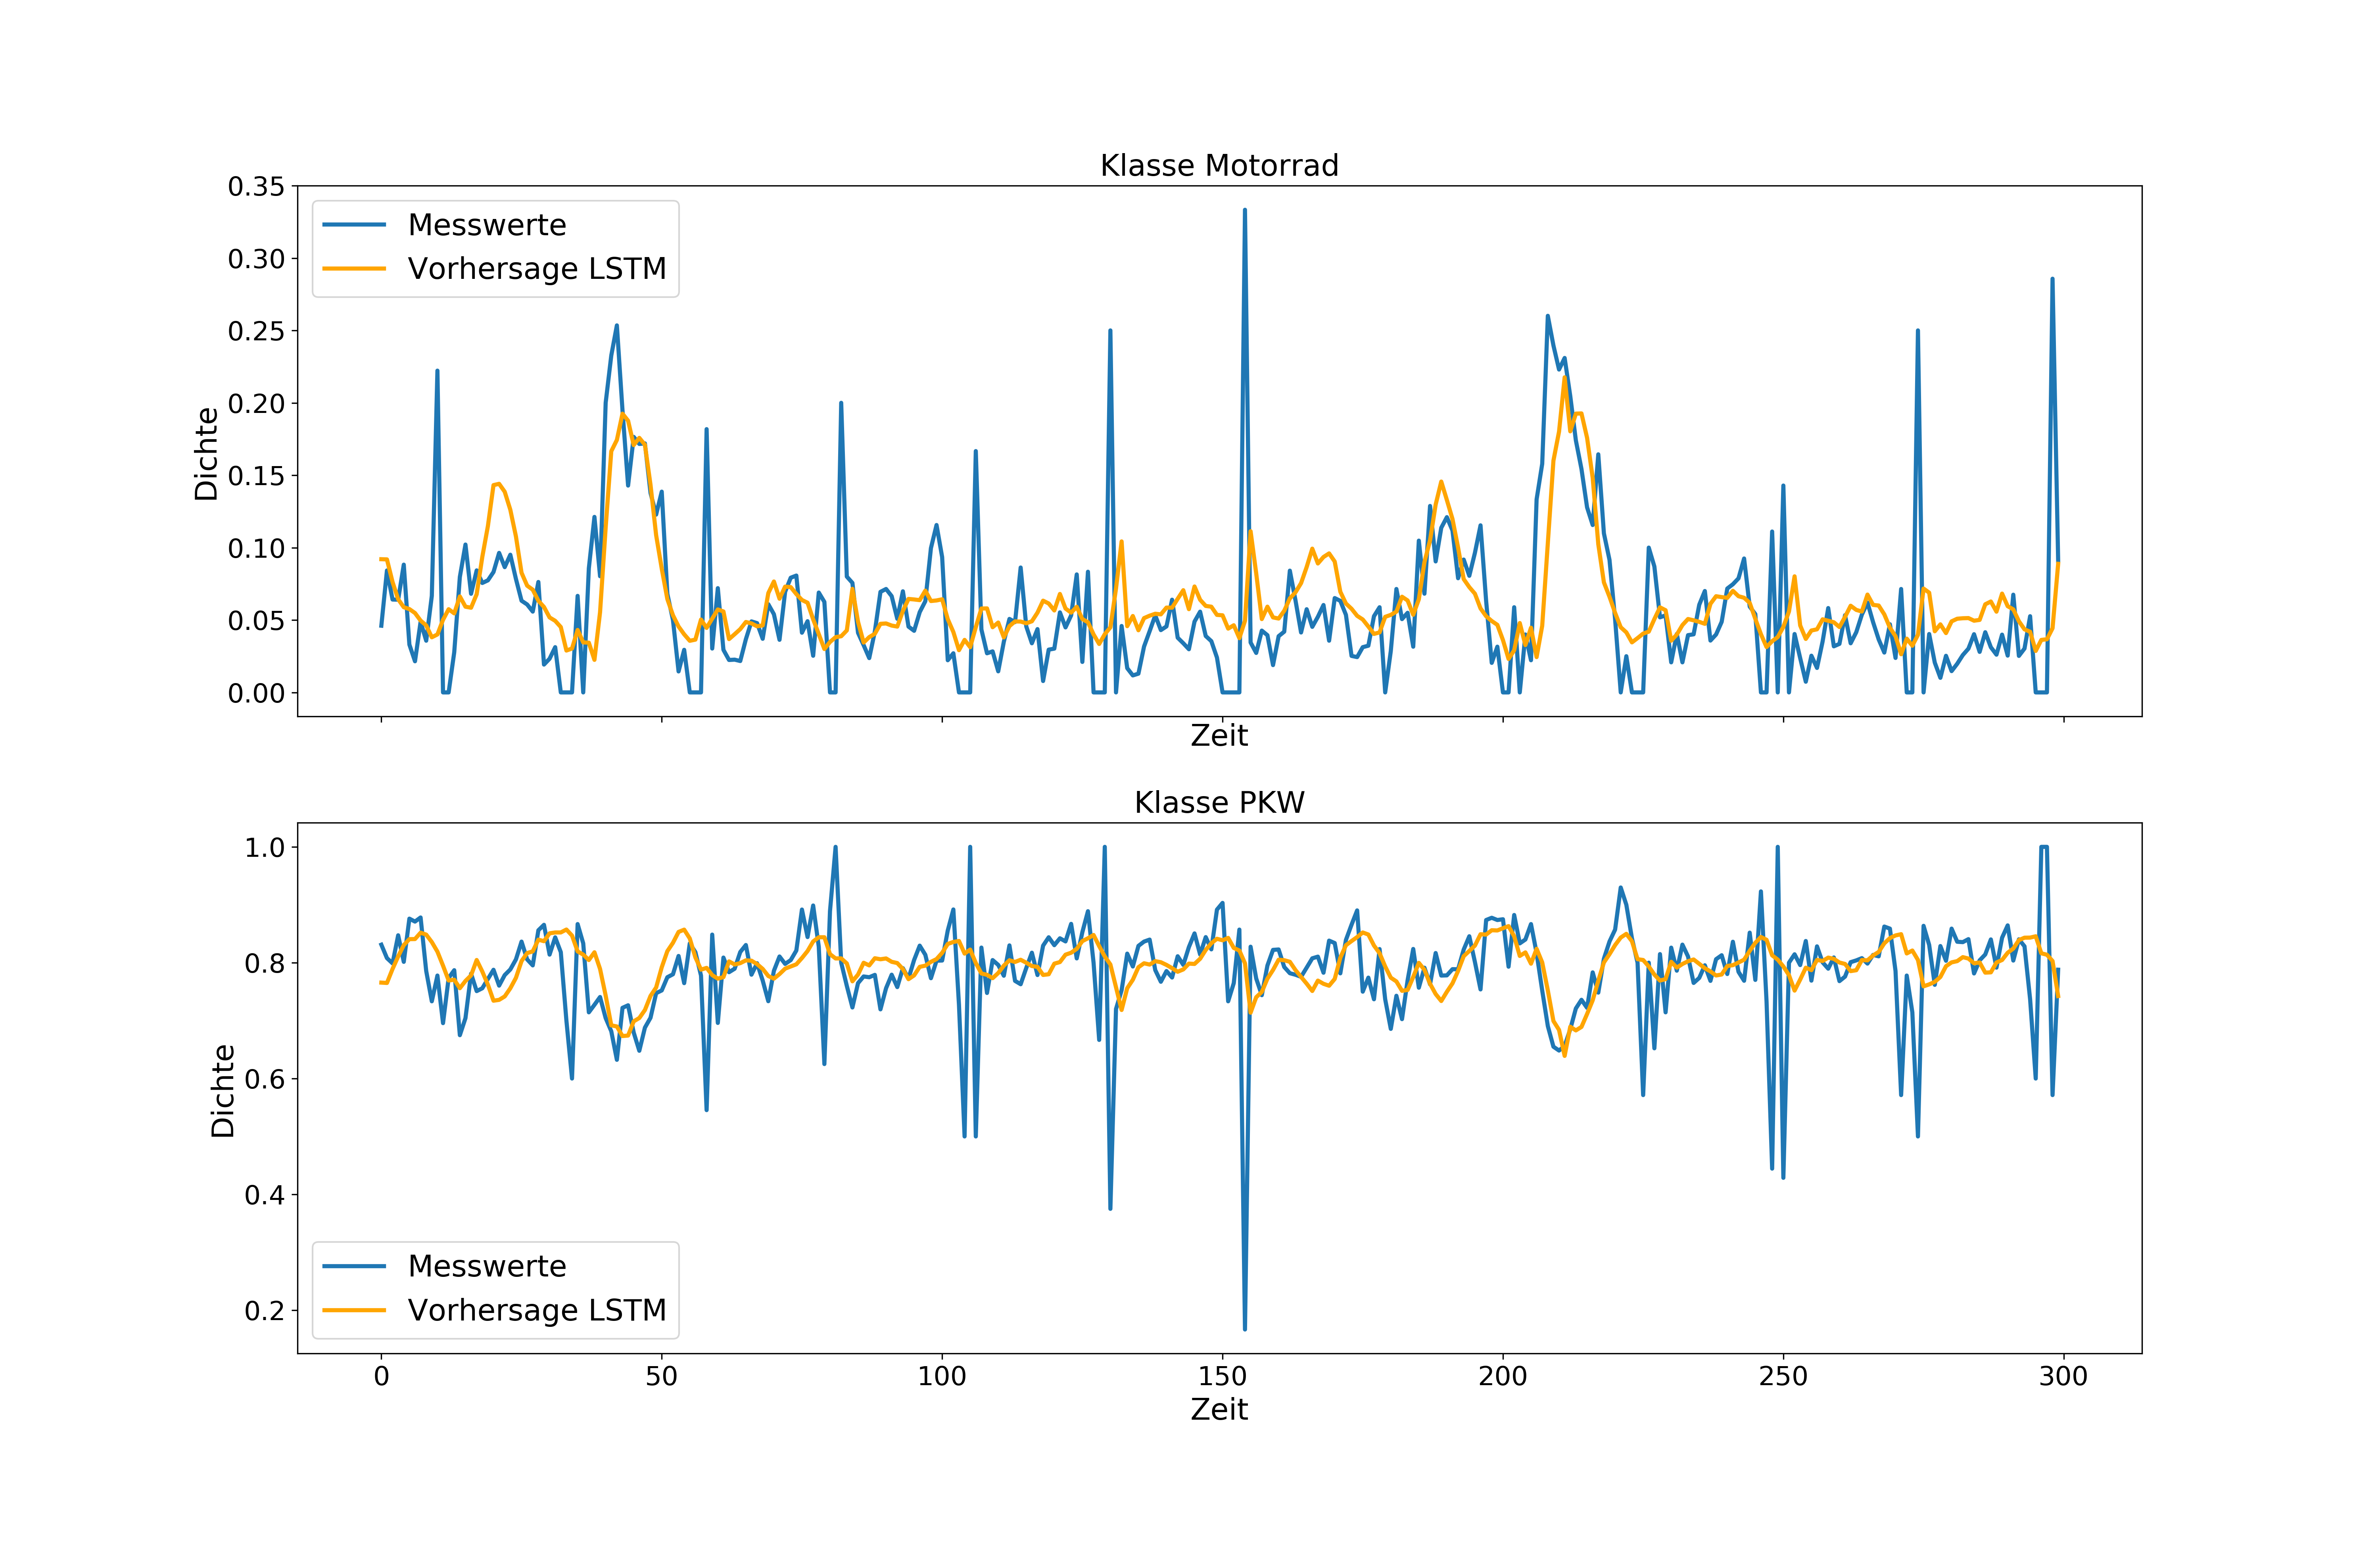 Klasse Motorrad
0.35
0.30
0.25
0.20
0.15
0.10
0.05
0.00
Dichte
Messwerte
Vorhersage LSTM
Zeit
Klasse PKW
1.0
0.8
0.6
0.4
0.2
Dichte
Messwerte
Vorhersage LSTM
0 50 100 150 200 250 300
Zeit